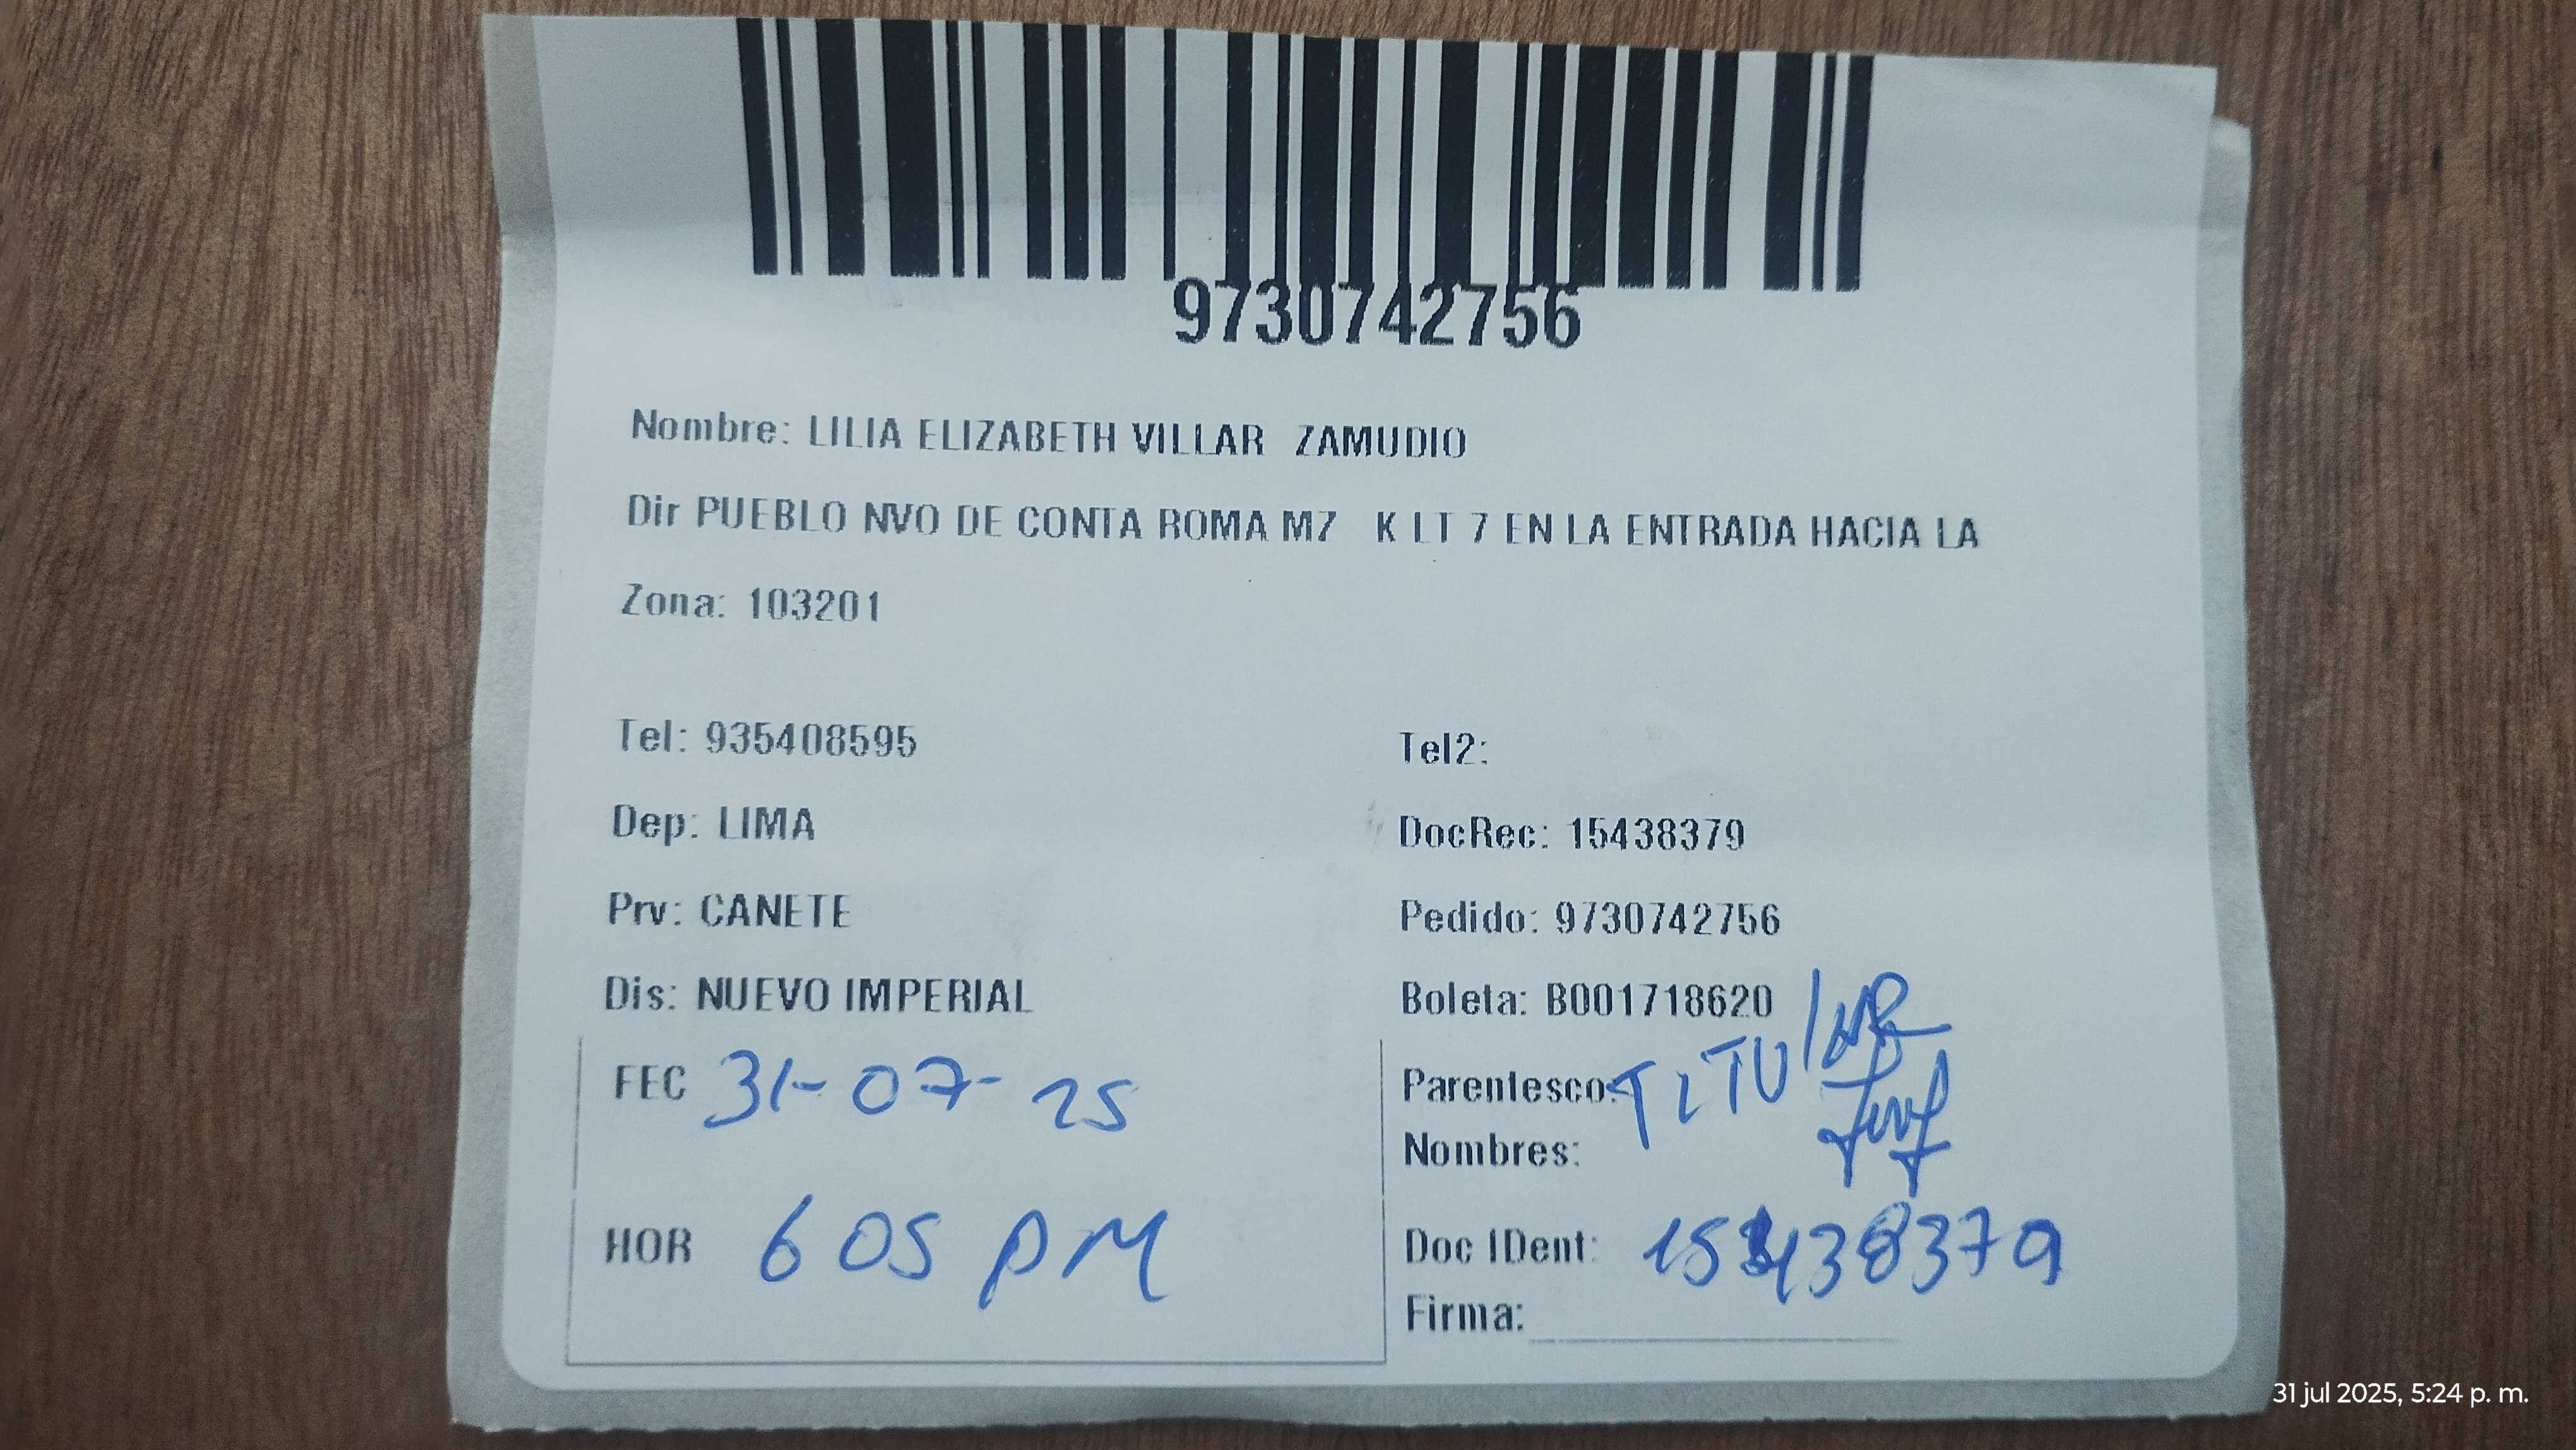 9730742756
Nombre: LILIA ELIZABETH VILLAR ZAMUDIO
Dir PUEBLO NVO DE CONTA ROMA MZ K LT 7 EN LA ENTRADA HACIA LA
Zona: 103201
Tel: 935408595 Tel2:
Dep: LIMA DocRec: 15438379
Prv: CANETE Pedido: 9730742756
Dis: NUEVO IMPERIAL Boleta: B001718620
FEC 31-07-25 Parentesco: TITULAR
Nombres:
HOR 605 PM Doc IDent: 15438379
Firma:
31 jul 2025, 5:24 p. m.